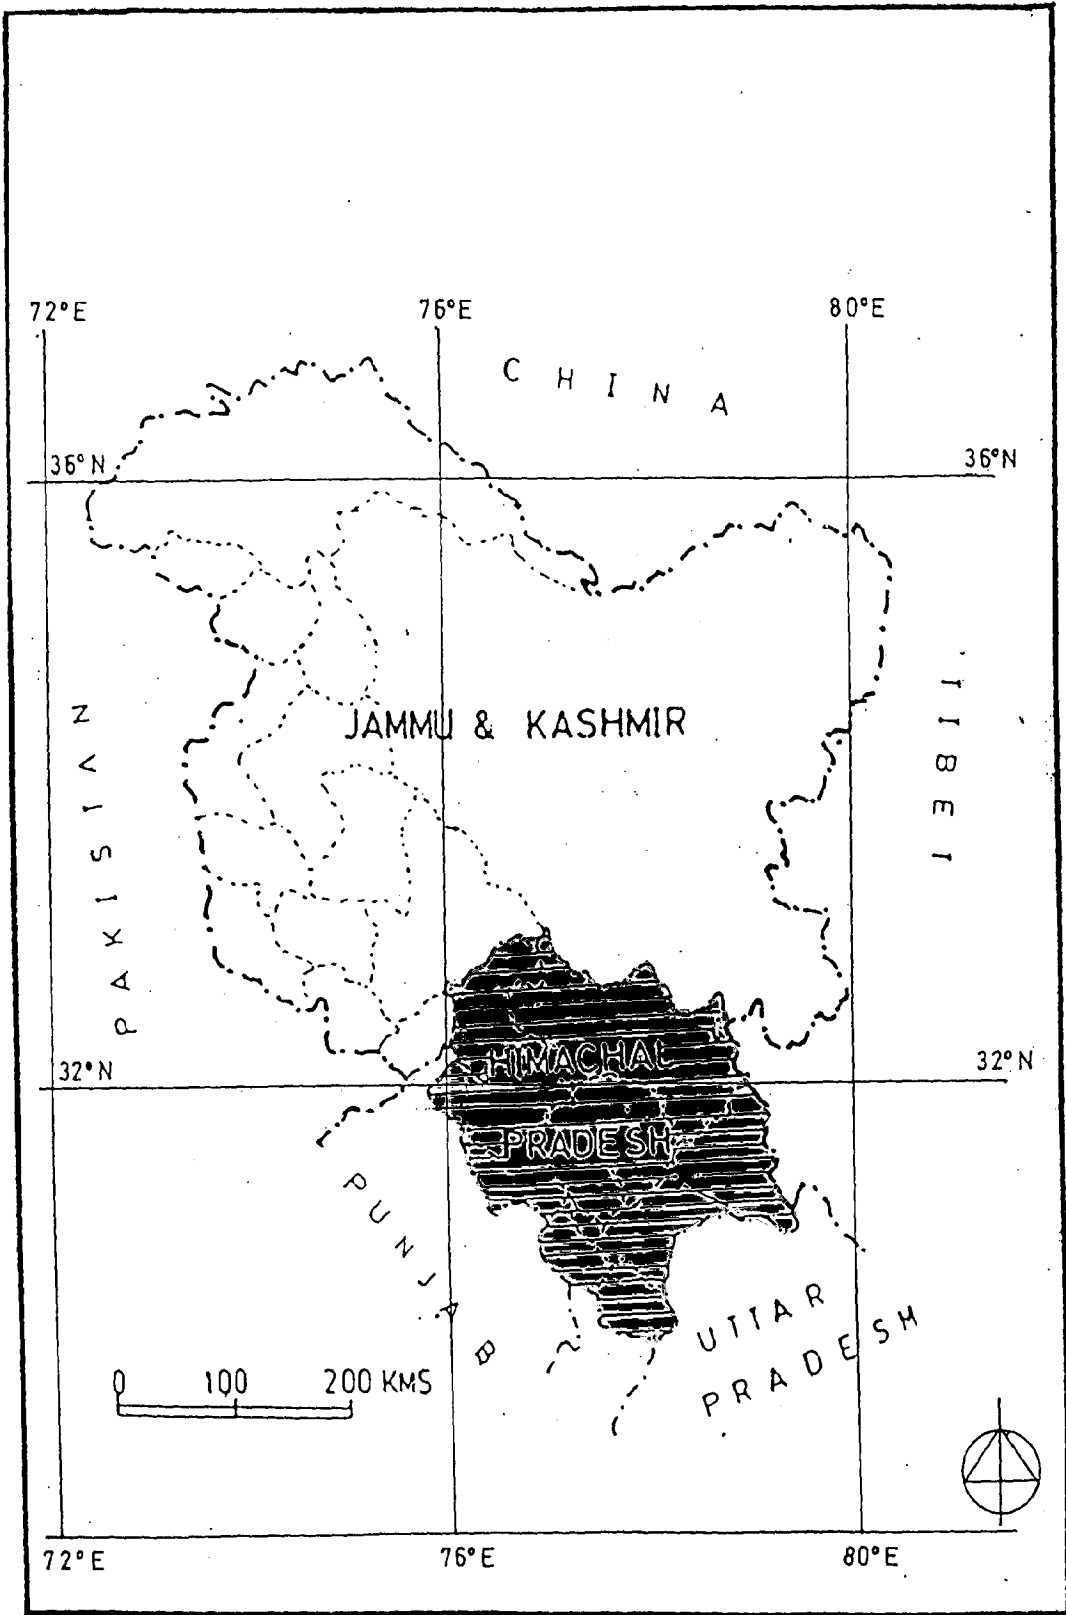 72°E 76°E 80°E
CHINA
36°N 36°N
JAMMU & KASHMIR
PAKISTAN
TIBET
HIMACHAL
32°N 32°N
PRADESH
PUNJAB
UTTAR
PRADESH
0 100 200 KMS
72°E 76°E 80°E